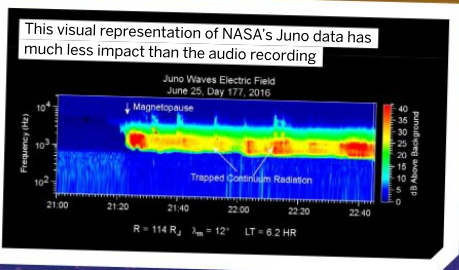 This visual representation of NASA's Juno data has
much less impact than the audio recording
Juno Waves Electric Field
June 25, Day 177, 2016
Magnetopause
Frequency (Hz)
10⁴
10³
10²
Trapped Continuum Radiation
21:00 21:20 21:40 22:00 22:20 22:40
R = 114 R_J λ_m = 12° LT = 6.2 HR
40
35
30
25
20
15
10
5
0
dB Above Background